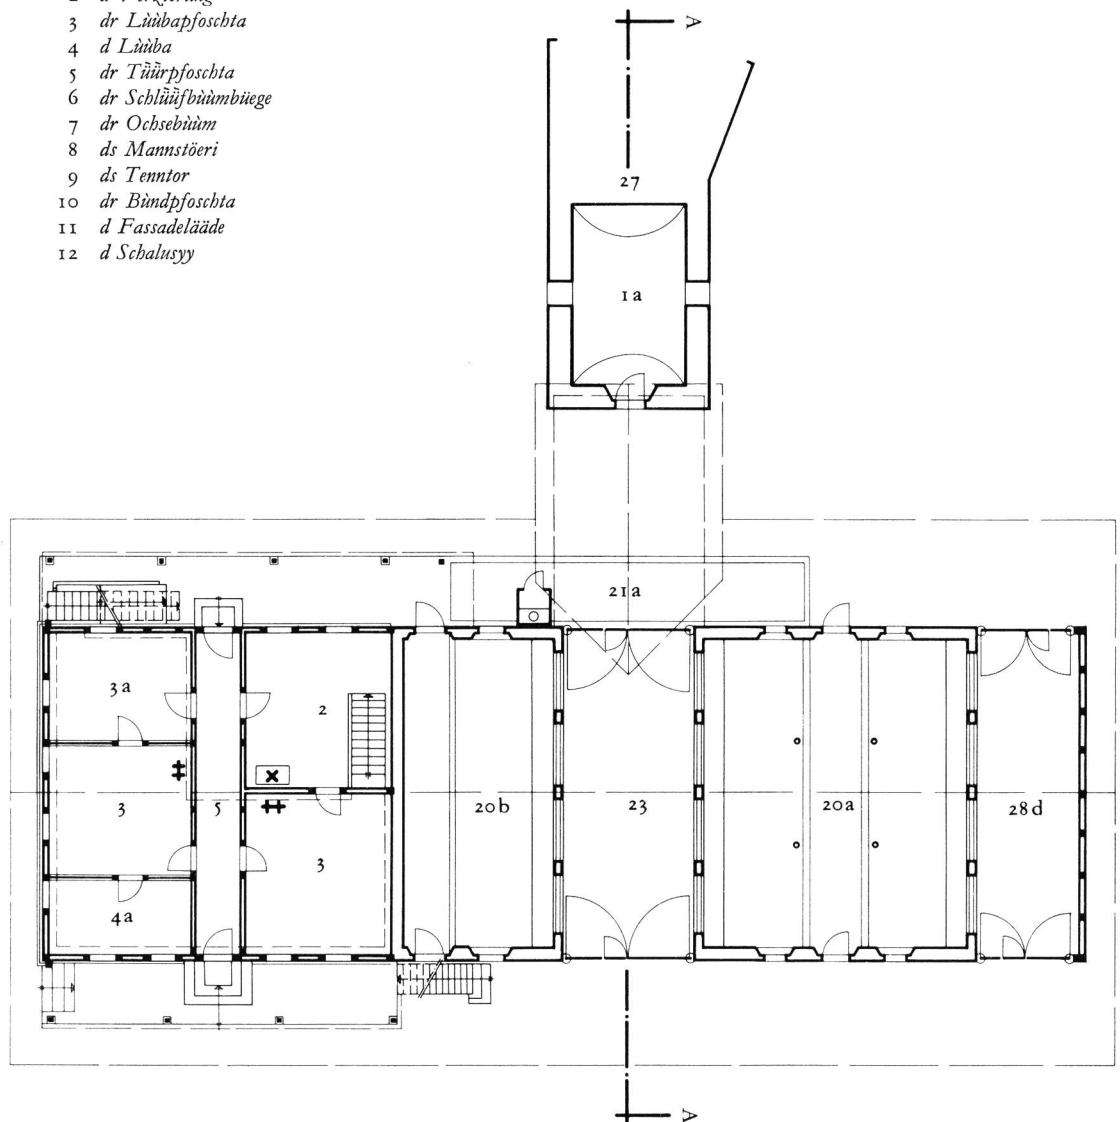 3 dr Lùùbapfoschta
4 d Lùùba
5 dr Tǜǜrpfoschta
6 dr Schlǜǜfbùùmbüege
7 dr Ochsebùùm
8 ds Mannstöeri
9 ds Tenntor
10 dr Bùndpfoschta
11 d Fassadelääde
12 d Schalusyy
A
27
1a
21a
3a
2
20b
23
20a
28d
3
5
3
4a
A